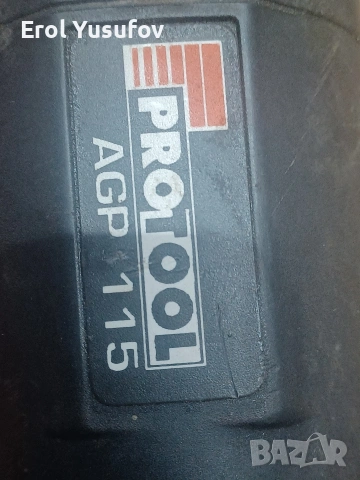 Erol Yusufov
PROTOOL
AGP 115
BAZAR